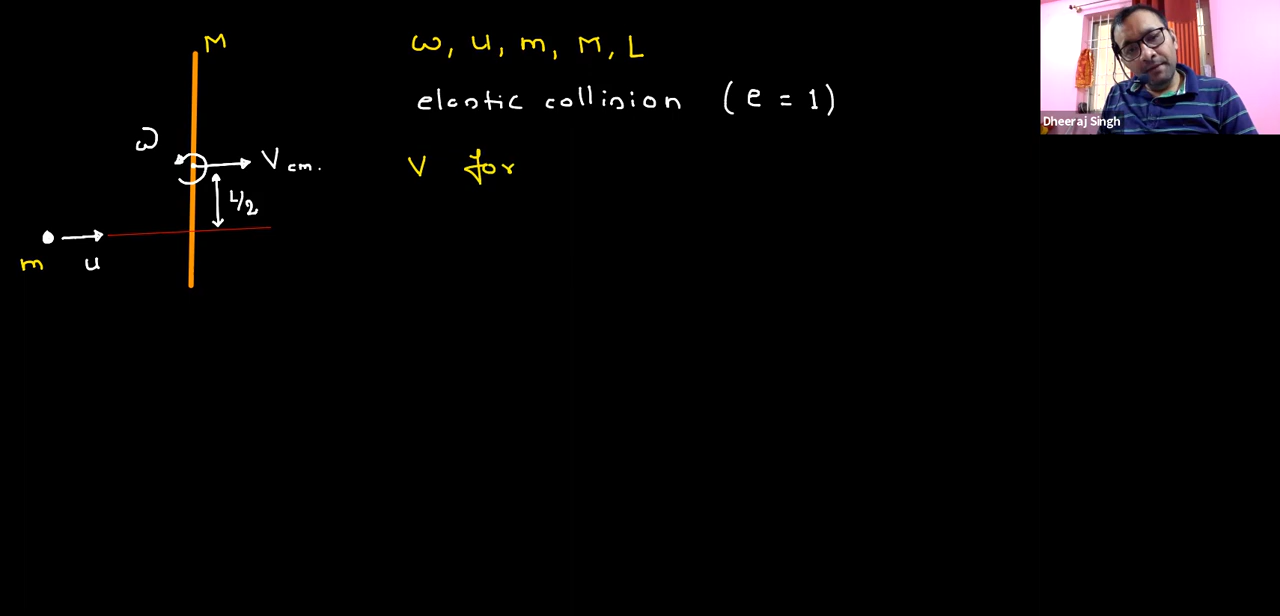 M
ω, u, m, M, L
elastic collision (e = 1)
ω
V cm.
V for
L/2
m
u
Dheeraj Singh